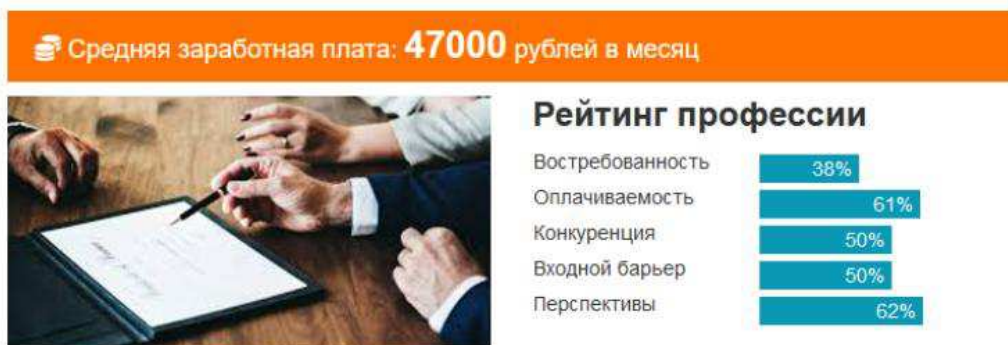 Средняя заработная плата: 47000 рублей в месяц
Рейтинг профессии
Востребованность 38%
Оплачиваемость 61%
Конкуренция 50%
Входной барьер 50%
Перспективы 62%